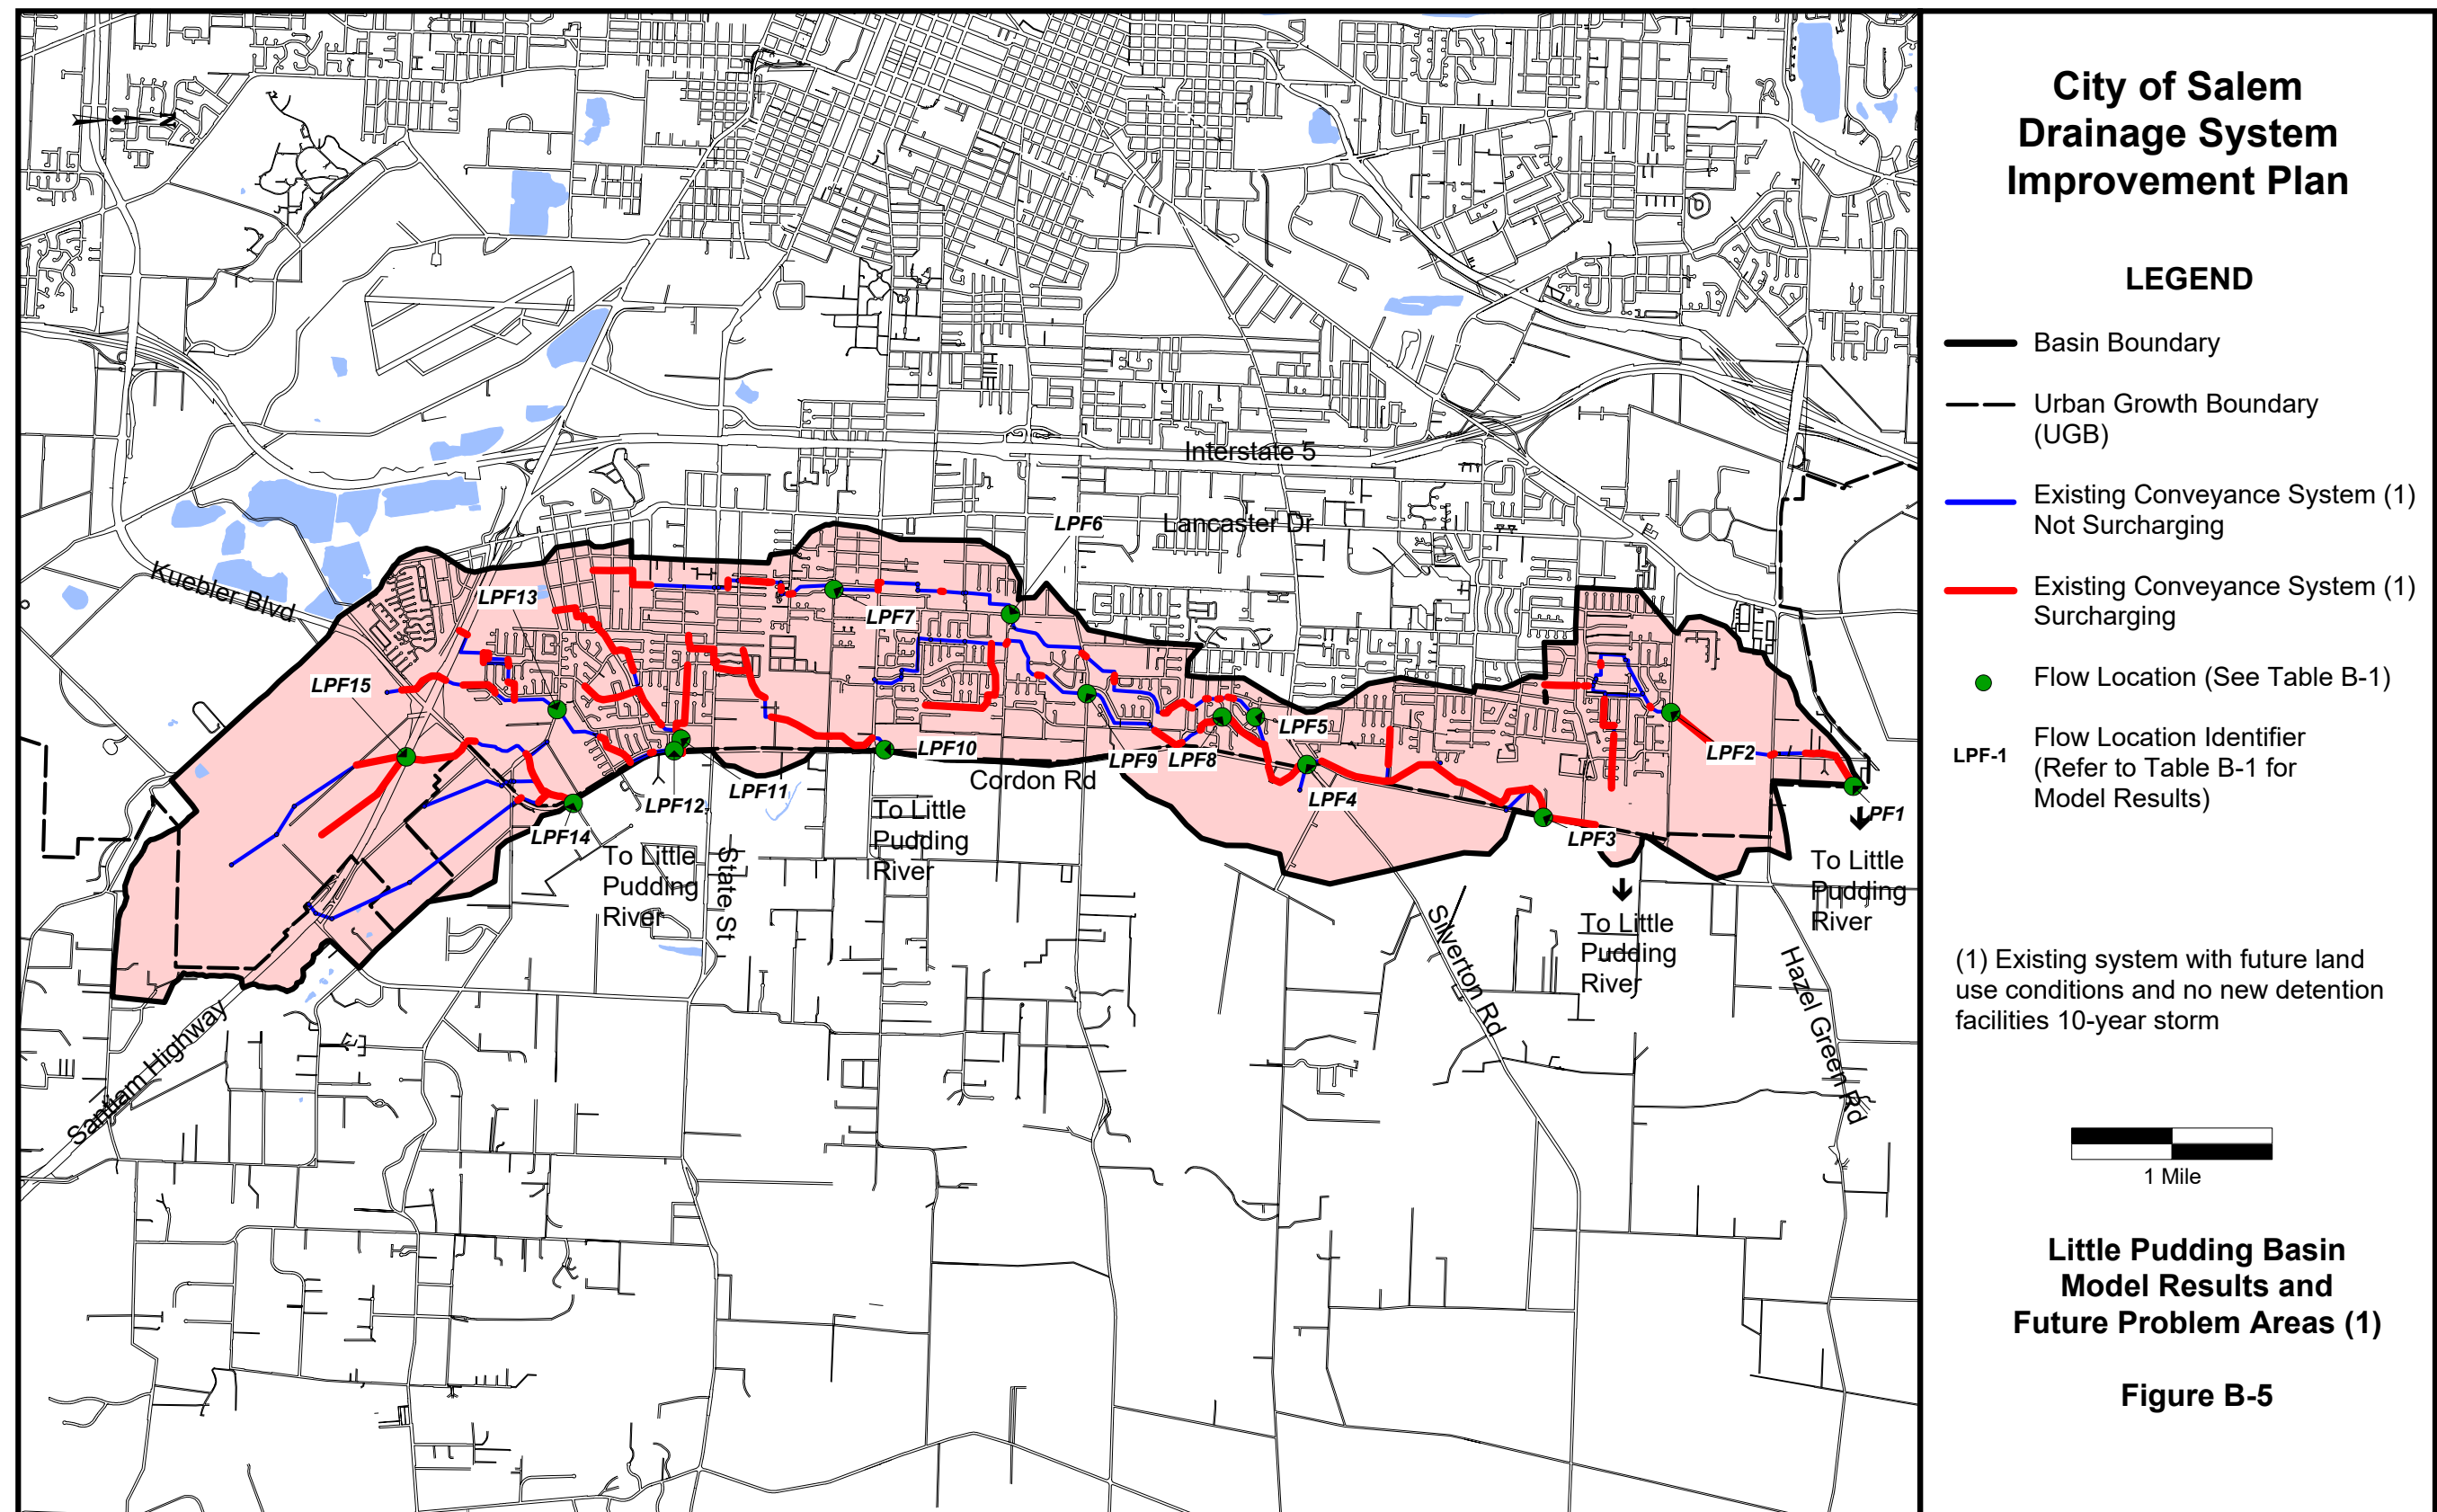 City of Salem
Drainage System
Improvement Plan
LEGEND
Basin Boundary
Urban Growth Boundary
(UGB)
Existing Conveyance System (1)
Not Surcharging
Existing Conveyance System (1)
Surcharging
Flow Location (See Table B-1)
LPF-1
Flow Location Identifier
(Refer to Table B-1 for
Model Results)
(1) Existing system with future land
use conditions and no new detention
facilities 10-year storm
1 Mile
Little Pudding Basin
Model Results and
Future Problem Areas (1)
Figure B-5
N
Interstate 5
Lancaster Dr
LPF6
Kuebler Blvd
LPF13
LPF7
LPF15
LPF5
LPF10
LPF9
LPF8
LPF2
Cordon Rd
LPF12
LPF11
LPF4
LPF14
LPF3
LPF1
To Little
Pudding
River
State St
To Little
Pudding
River
To Little
Pudding
River
To Little
Pudding
River
Silverton Rd
Hazel Green Rd
Santiam Highway